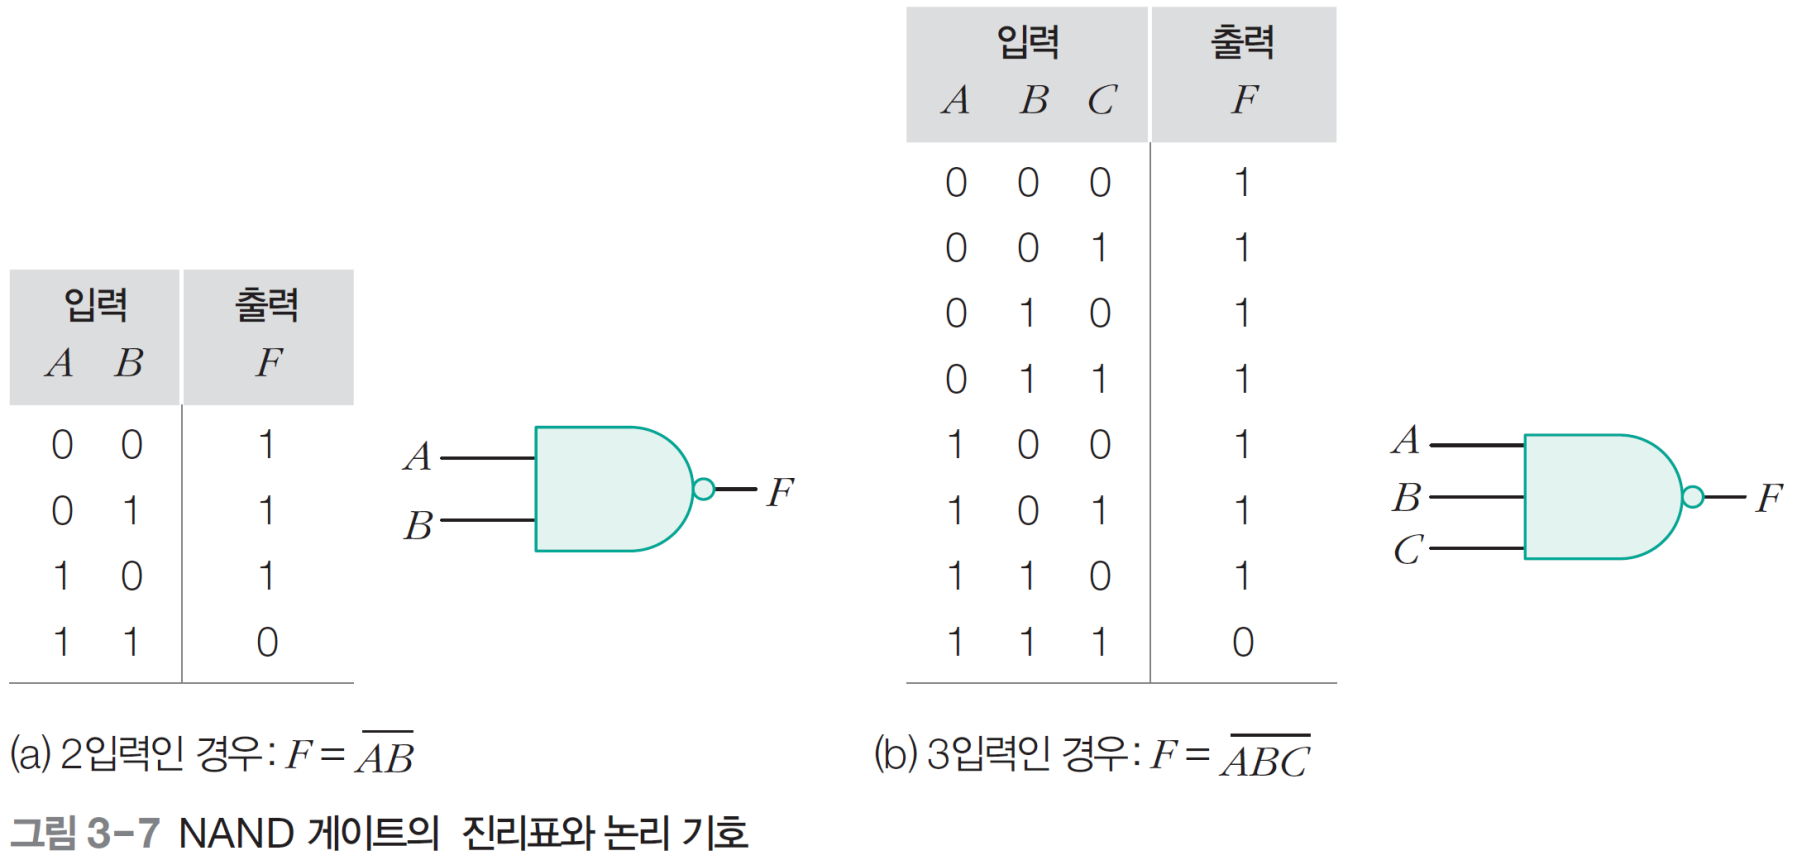 입력 출력
A B F
0 0 1
0 1 1
1 0 1
1 1 0
A
B
F
(a) 2입력인 경우: F = \overline{AB}
입력 출력
A B C F
0 0 0 1
0 0 1 1
0 1 0 1
0 1 1 1
1 0 0 1
1 0 1 1
1 1 0 1
1 1 1 0
A
B
C
F
(b) 3입력인 경우: F = \overline{ABC}
그림 3-7 NAND 게이트의 진리표와 논리 기호